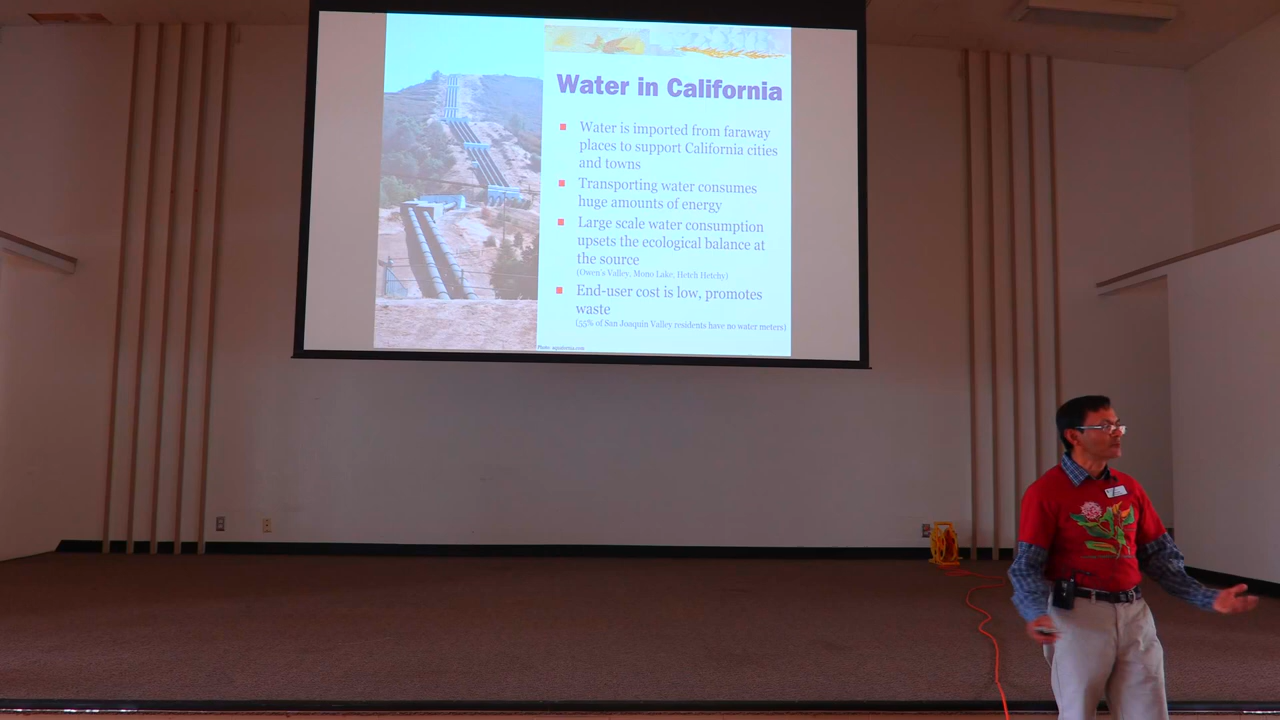 Water in California
Water is imported from faraway
places to support California cities
and towns
Transporting water consumes
huge amounts of energy
Large scale water consumption
upsets the ecological balance at
the source
(Owen's Valley, Mono Lake, Hetch Hetchy)
End-user cost is low, promotes
waste
(55% of San Joaquin Valley residents have no water meters)